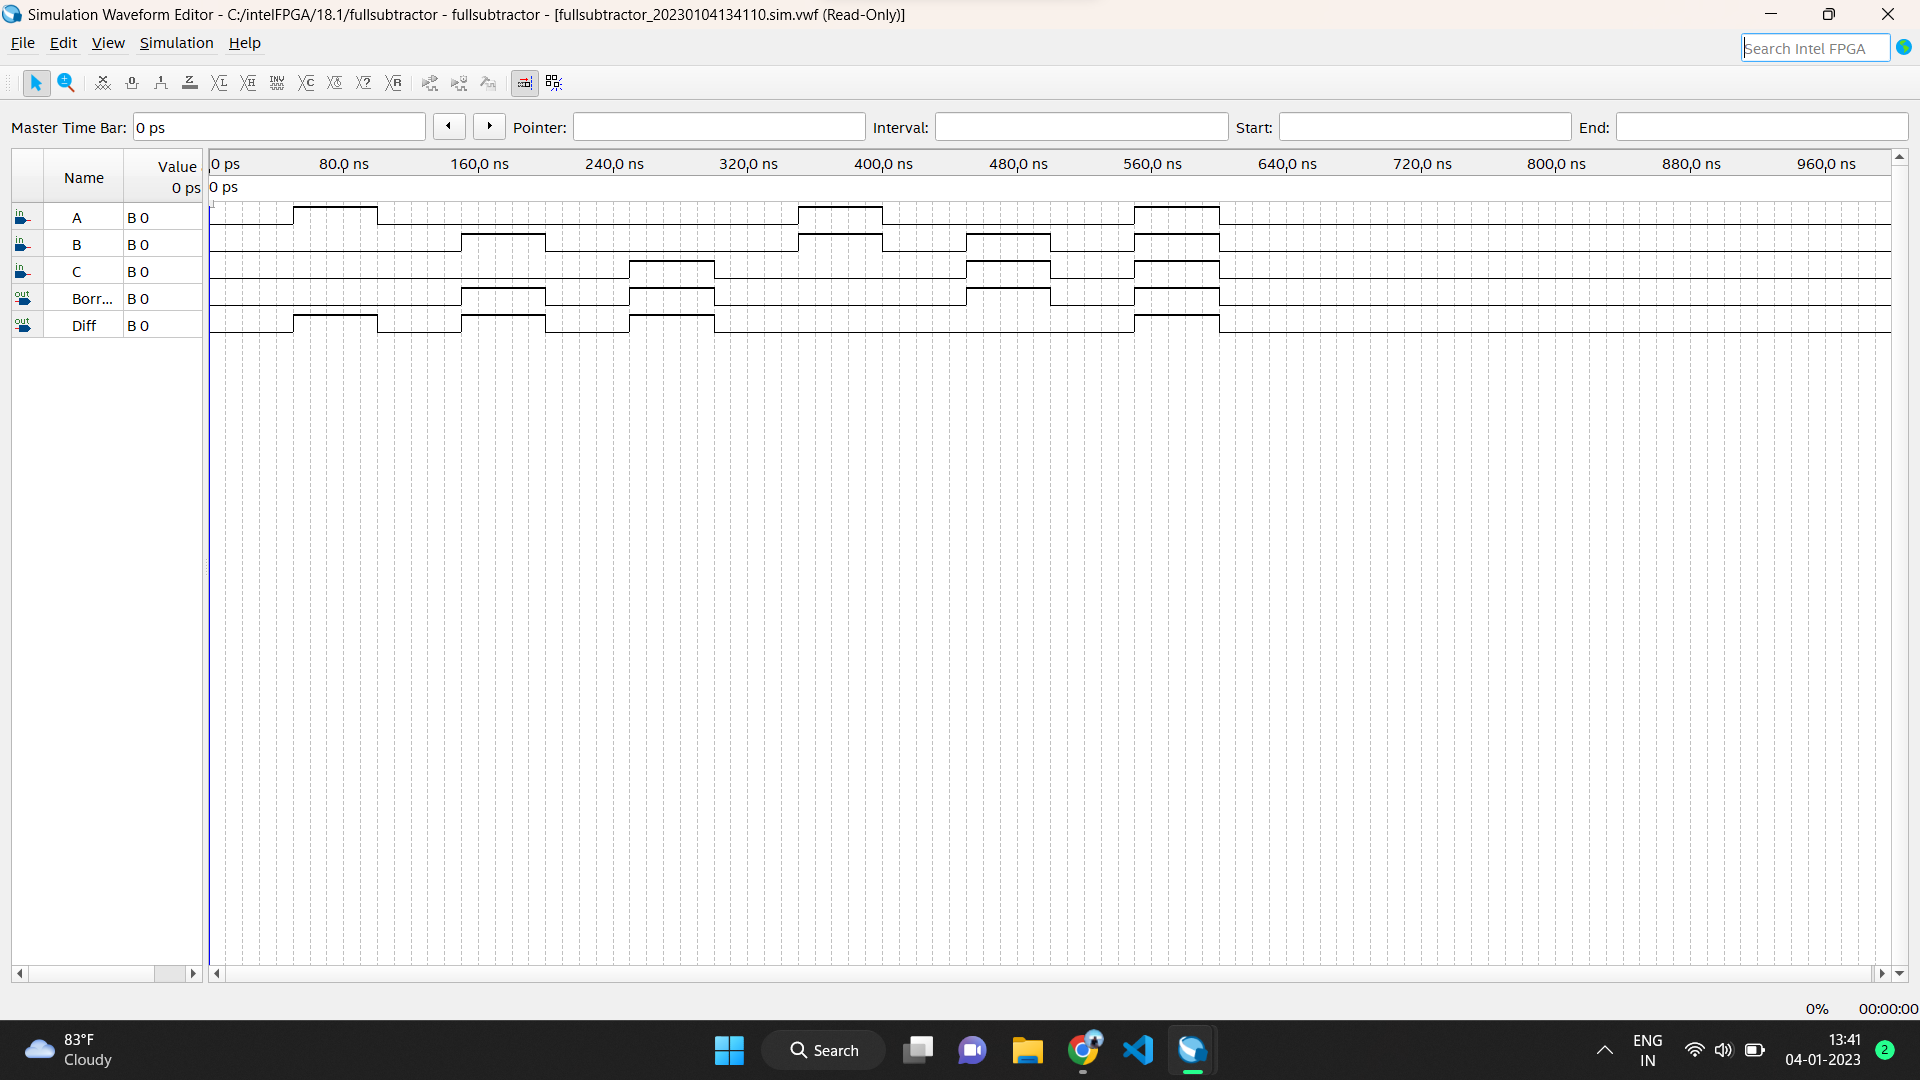 Simulation Waveform Editor - C:/intelFPGA/18.1/fullsubtractor - fullsubtractor - [fullsubtractor_20230104134110.sim.vwf (Read-Only)]
File Edit View Simulation Help
Search Intel FPGA
Master Time Bar: 0 ps Pointer: Interval: Start: End:
Name Value 0 ps
0 ps 80.0 ns 160.0 ns 240.0 ns 320.0 ns 400.0 ns 480.0 ns 560.0 ns 640.0 ns 720.0 ns 800.0 ns 880.0 ns 960.0 ns
0 ps
in A B 0
in B B 0
in C B 0
out Borr... B 0
out Diff B 0
0% 00:00:00
83°F
Cloudy
Search
ENG
IN
13:41
04-01-2023
2